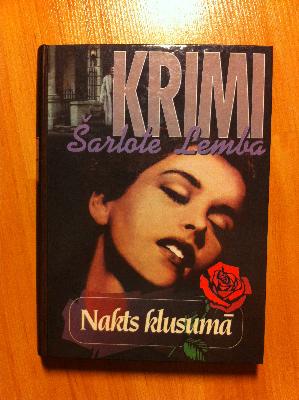 KRIMI
Šarlote Lemba
Nakts klusumā